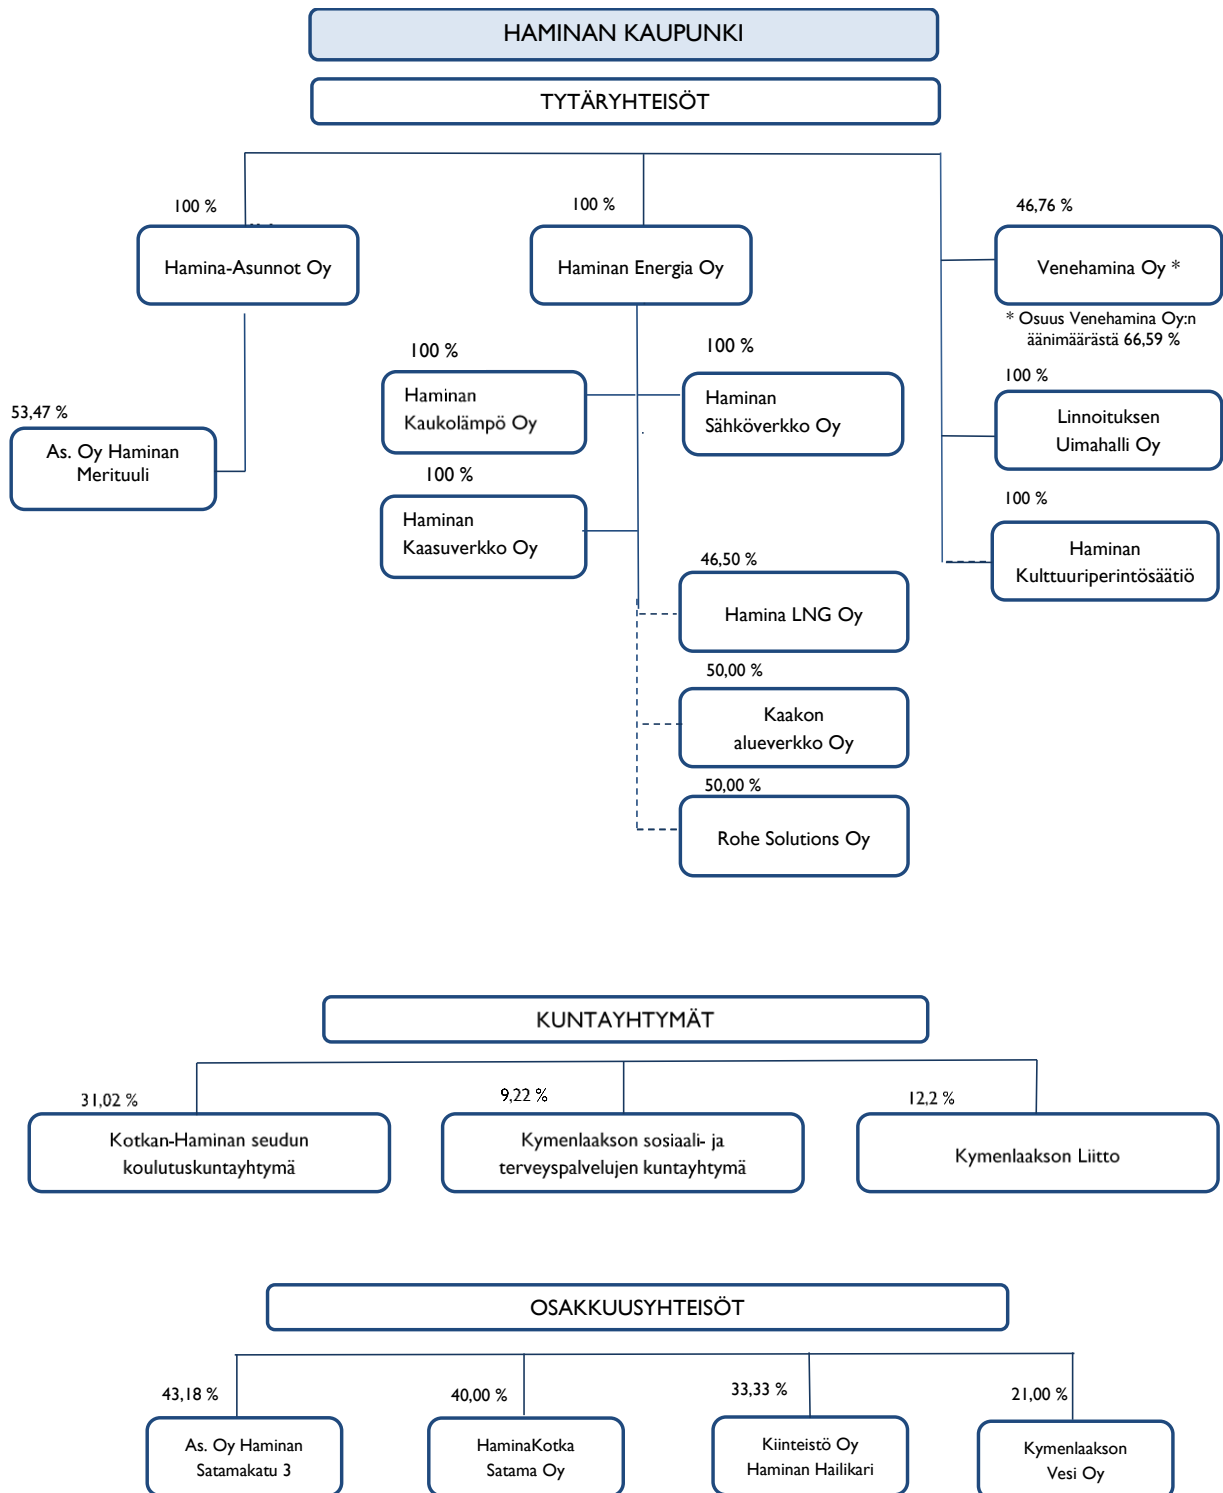 HAMINAN KAUPUNKI
TYTÄRYHTEISÖT
100 %
100 %
46,76 %
Hamina-Asunnot Oy
Haminan Energia Oy
Venehamina Oy *
* Osuus Venehamina Oy:n
äänimäärästä 66,59 %
100 %
100 %
100 %
Haminan
Kaukolämpö Oy
Haminan
Sähköverkko Oy
53,47 %
As. Oy Haminan
Merituuli
Linnoituksen
Uimahalli Oy
100 %
100 %
Haminan
Kaasuverkko Oy
Haminan
Kulttuuriperintösäätiö
46,50 %
Hamina LNG Oy
50,00 %
Kaakon
alueverkko Oy
50,00 %
Rohe Solutions Oy
KUNTAYHTYMÄT
31,02 %
9,22 %
12,2 %
Kotkan-Haminan seudun
koulutuskuntayhtymä
Kymenlaakson sosiaali- ja
terveyspalvelujen kuntayhtymä
Kymenlaakson Liitto
OSAKKUUSYHTEISÖT
43,18 %
40,00 %
33,33 %
21,00 %
As. Oy Haminan
Satamakatu 3
HaminaKotka
Satama Oy
Kiinteistö Oy
Haminan Hailikari
Kymenlaakson
Vesi Oy